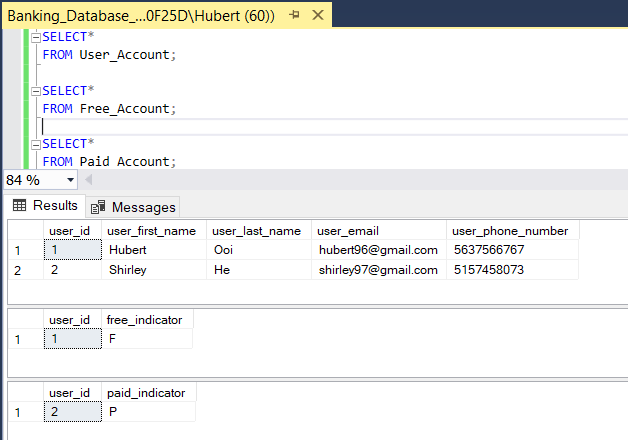 Banking_Database_...0F25D\Hubert (60))
SELECT*
FROM User_Account;
SELECT*
FROM Free_Account;
SELECT*
FROM Paid Account;
84 %
Results Messages
user_id user_first_name user_last_name user_email user_phone_number
1 1 Hubert Ooi hubert96@gmail.com 5637566767
2 2 Shirley He shirley97@gmail.com 5157458073
user_id free_indicator
1 1 F
user_id paid_indicator
1 2 P